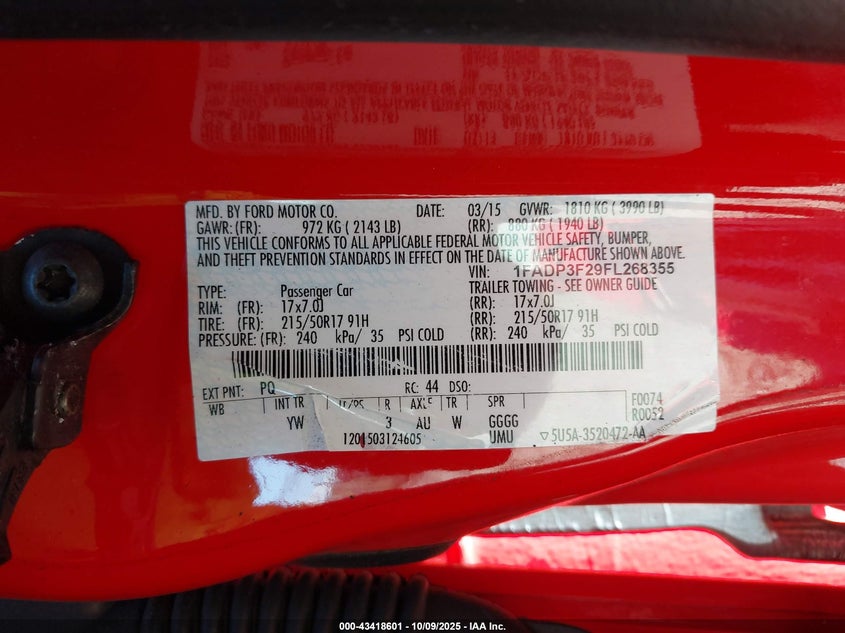 MFD. BY FORD MOTOR CO. DATE: 03/15 GVWR: 1810 KG ( 3990 LB)
GAWR: (FR): 972 KG ( 2143 LB) (RR): 880 KG ( 1940 LB)
THIS VEHICLE CONFORMS TO ALL APPLICABLE FEDERAL MOTOR VEHICLE SAFETY, BUMPER,
AND THEFT PREVENTION STANDARDS IN EFFECT ON THE DATE OF MANUFACTURE SHOWN ABOVE.
VIN: 1FADP3F29FL268355
TYPE: Passenger Car TRAILER TOWING - SEE OWNER GUIDE
RIM: (FR): 17x7.0J (RR): 17x7.0J
TIRE: (FR): 215/50R17 91H (RR): 215/50R17 91H
PRESSURE: (FR): 240 kPa/ 35 PSI COLD (RR): 240 kPa/ 35 PSI COLD
EXT PNT: PQ RC: 44 DSO: F0074
WB INT TR R AXLE TR SPR R0052
YW 3 AU W GGGG
1201503124605 UMU 5U5A-3520472-AA
000-43418601 - 10/09/2025 - IAA Inc.